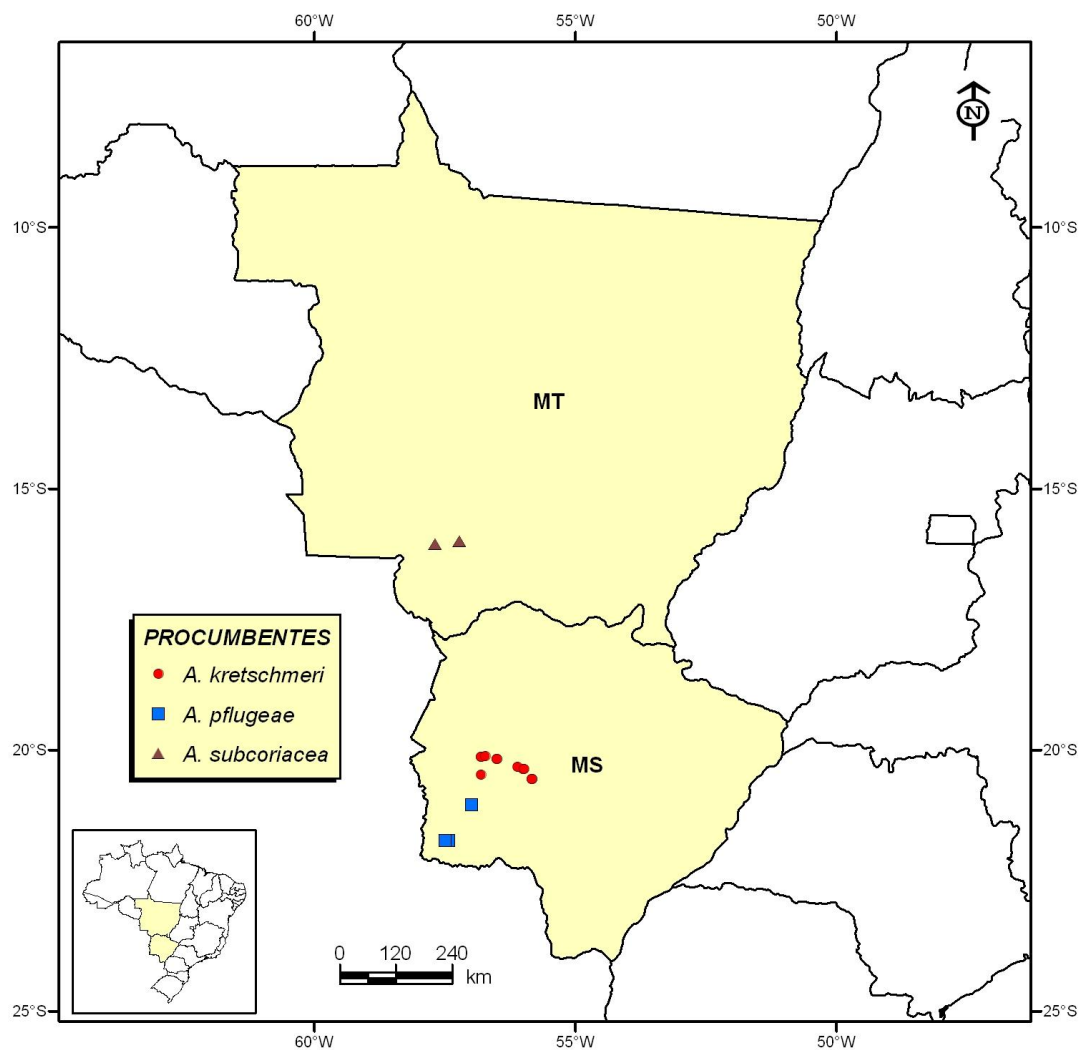 60°W 55°W 50°W
N
10°S 10°S
MT
15°S 15°S
PROCUMBENTES
A. kretschmeri
A. pflugeae
A. subcoriacea
20°S 20°S
MS
0 120 240
km
25°S 25°S
60°W 55°W 50°W